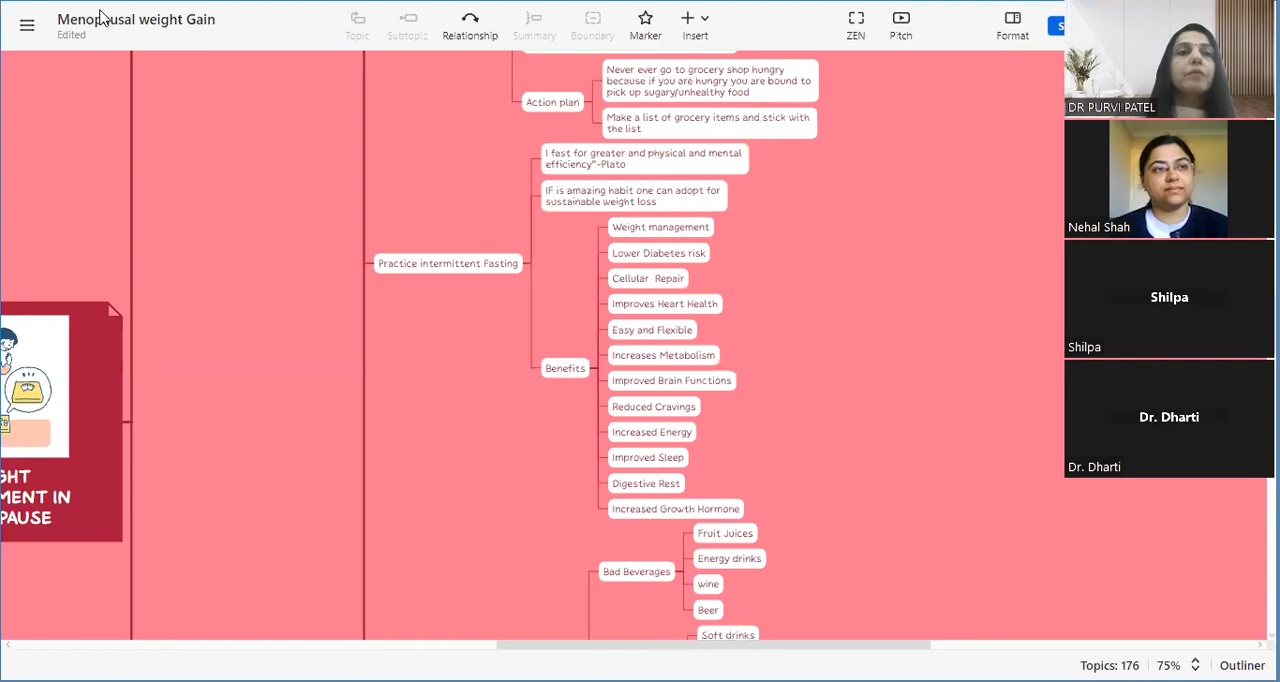 Menopausal weight Gain
Edited
Topic
Subtopic
Relationship
Summary
Boundary
Marker
Insert
ZEN
Pitch
Format
S
DR PURVI PATEL
Nehal Shah
Shilpa
Shilpa
Dr. Dharti
Dr. Dharti
Action plan
Never ever go to grocery shop hungry
because if you are hungry you are bound to
pick up sugary/unhealthy food
Make a list of grocery items and stick with
the list
Practice intermittent Fasting
I fast for greater and physical and mental
efficiency"-Plato
IF is amazing habit one can adopt for
sustainable weight loss
Benefits
Weight management
Lower Diabetes risk
Cellular Repair
Improves Heart Health
Easy and Flexible
Increases Metabolism
Improved Brain Functions
Reduced Cravings
Increased Energy
Improved Sleep
Digestive Rest
Increased Growth Hormone
Bad Beverages
Fruit Juices
Energy drinks
wine
Beer
Soft drinks
GHT
MENT IN
PAUSE
Topics: 176
75%
Outliner